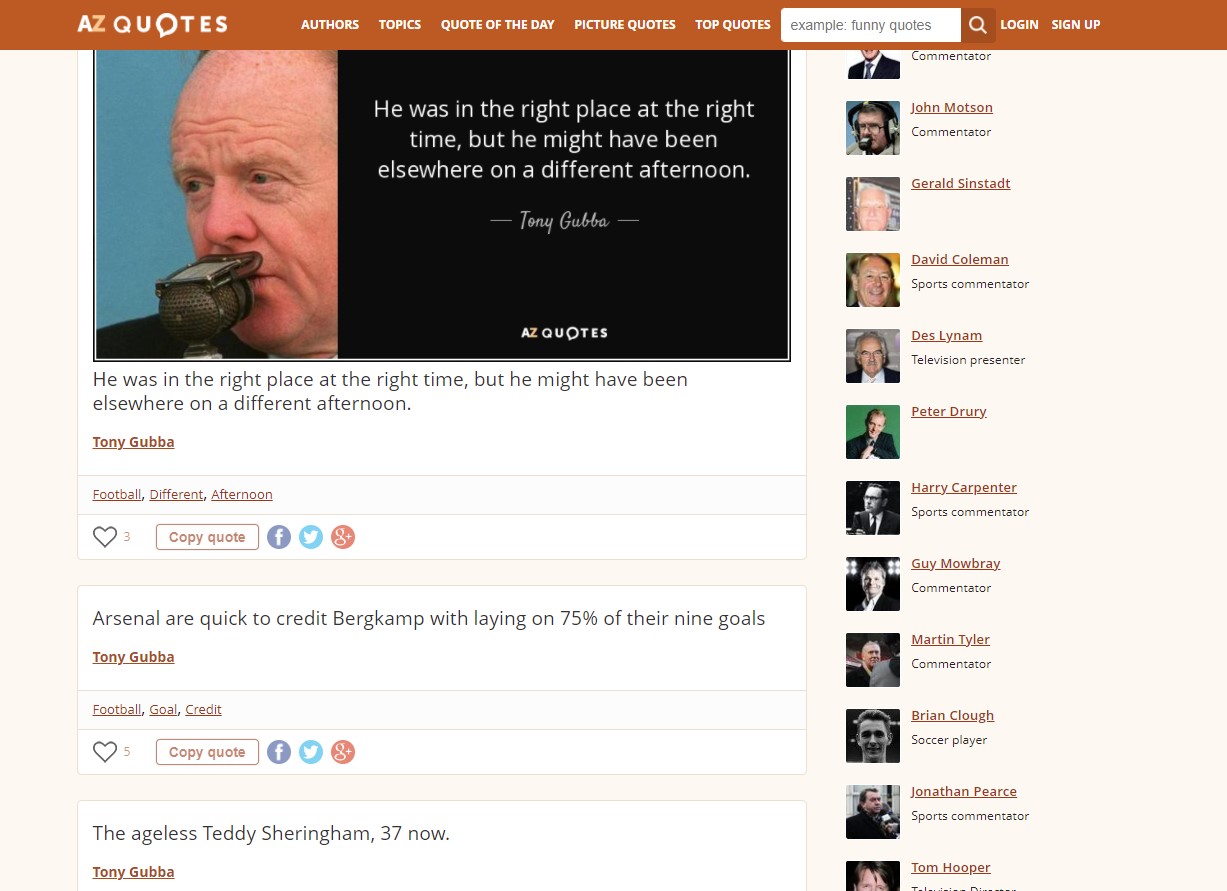 AZ QUOTES
AUTHORS TOPICS QUOTE OF THE DAY PICTURE QUOTES TOP QUOTES example: funny quotes LOGIN SIGN UP
He was in the right place at the right
time, but he might have been
elsewhere on a different afternoon.
Tony Gubba
AZ QUOTES
He was in the right place at the right time, but he might have been
elsewhere on a different afternoon.
Tony Gubba
Football, Different, Afternoon
3 Copy quote f g+
Arsenal are quick to credit Bergkamp with laying on 75% of their nine goals
Tony Gubba
Football, Goal, Credit
5 Copy quote f g+
The ageless Teddy Sheringham, 37 now.
Tony Gubba
Commentator
John Motson
Commentator
Gerald Sinstadt
David Coleman
Sports commentator
Des Lynam
Television presenter
Peter Drury
Harry Carpenter
Sports commentator
Guy Mowbray
Commentator
Martin Tyler
Commentator
Brian Clough
Soccer player
Jonathan Pearce
Sports commentator
Tom Hooper
Television Director